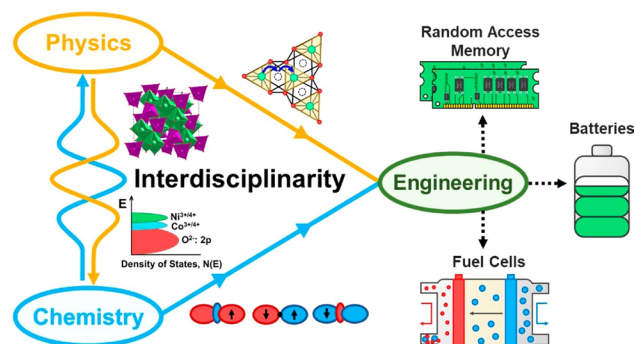 Physics
Random Access
Memory
Batteries
Interdisciplinarity
Engineering
E
Ni3+/4+
Co3+/4+
O2-: 2p
Density of States, N(E)
Fuel Cells
Chemistry